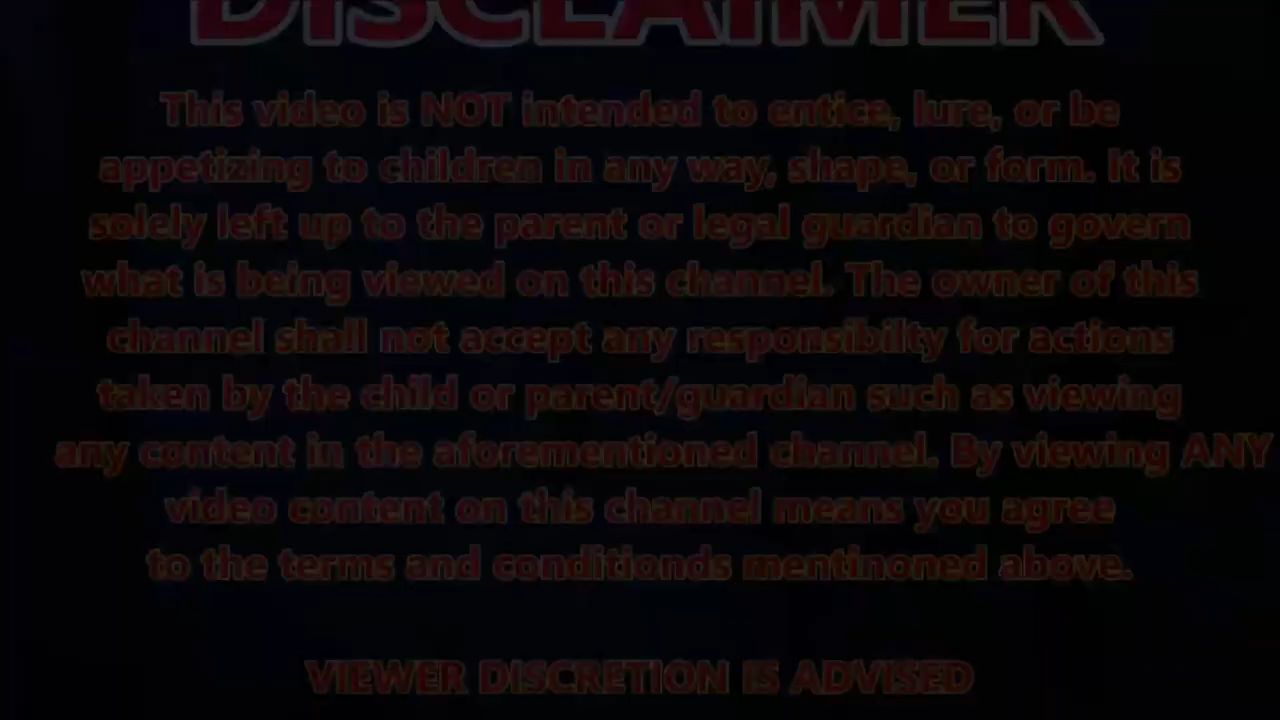 DISCLAIMER
This video is NOT intended to entice, lure, or be
appetizing to children in any way, shape, or form. It is
solely left up to the parent or legal guardian to govern
what is being viewed on this channel. The owner of this
channel shall not accept any responsibilty for actions
taken by the child or parent/guardian such as viewing
any content in the aforementioned channel. By viewing ANY
video content on this channel means you agree
to the terms and conditionds mentinoned above.
VIEWER DISCRETION IS ADVISED